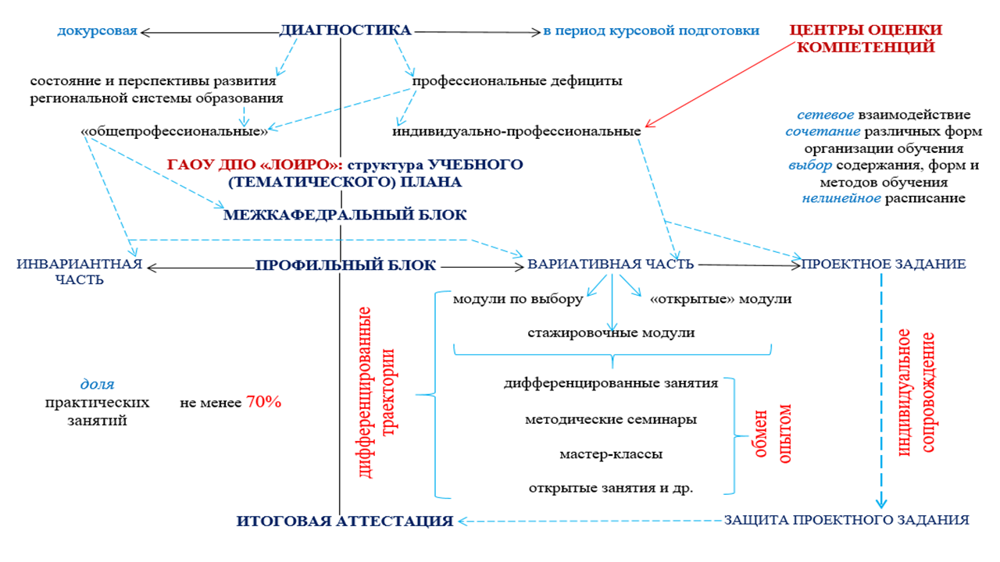 докурсовая
ДИАГНОСТИКА
в период курсовой подготовки
ЦЕНТРЫ ОЦЕНКИ
КОМПЕТЕНЦИЙ
состояние и перспективы развития
региональной системы образования
профессиональные дефициты
«общепрофессиональные»
индивидуально-профессиональные
сетевое взаимодействие
сочетание различных форм
организации обучения
выбор содержания, форм и
методов обучения
нелинейное расписание
ГАОУ ДПО «ЛОИРО»: структура УЧЕБНОГО
(ТЕМАТИЧЕСКОГО) ПЛАНА
МЕЖКАФЕДРАЛЬНЫЙ БЛОК
ИНВАРИАНТНАЯ
ЧАСТЬ
ПРОФИЛЬНЫЙ БЛОК
ВАРИАТИВНАЯ ЧАСТЬ
ПРОЕКТНОЕ ЗАДАНИЕ
модули по выбору
«открытые» модули
стажировочные модули
дифференцированные
траектории
дифференцированные занятия
методические семинары
мастер-классы
открытые занятия и др.
обмен
опытом
индивидуальное
сопровождение
доля
практических
занятий
не менее 70%
ИТОГОВАЯ АТТЕСТАЦИЯ
ЗАЩИТА ПРОЕКТНОГО ЗАДАНИЯ